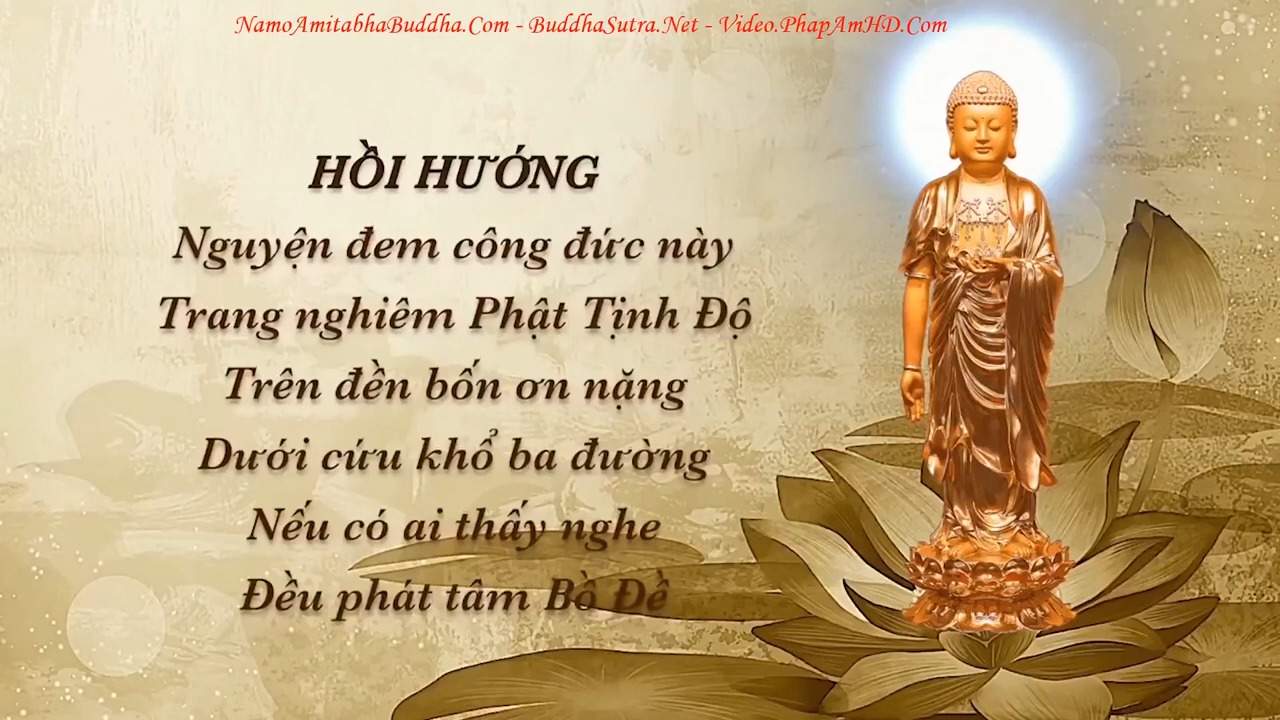 NamoAmitabhaBuddha.Com - BuddhaSutra.Net - Video.PhapAmHD.Com
HỒI HƯỚNG
Nguyện đem công đức này
Trang nghiêm Phật Tịnh Độ
Trên đền bốn ơn nặng
Dưới cứu khổ ba đường
Nếu có ai thấy nghe
Đều phát tâm Bồ Đề